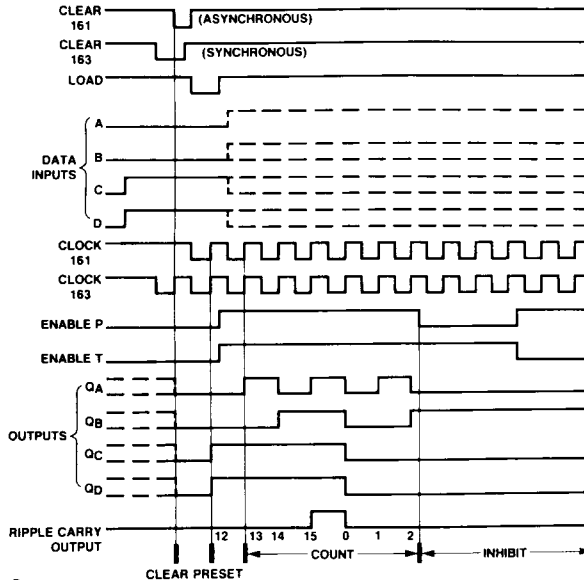 CLEAR
161
(ASYNCHRONOUS)
CLEAR
163
(SYNCHRONOUS)
LOAD
A
B
DATA
INPUTS
C
D
CLOCK
161
CLOCK
163
ENABLE P
ENABLE T
QA
QB
OUTPUTS
QC
QD
RIPPLE CARRY
OUTPUT
12 13 14 15 0 1 2
COUNT
INHIBIT
CLEAR PRESET